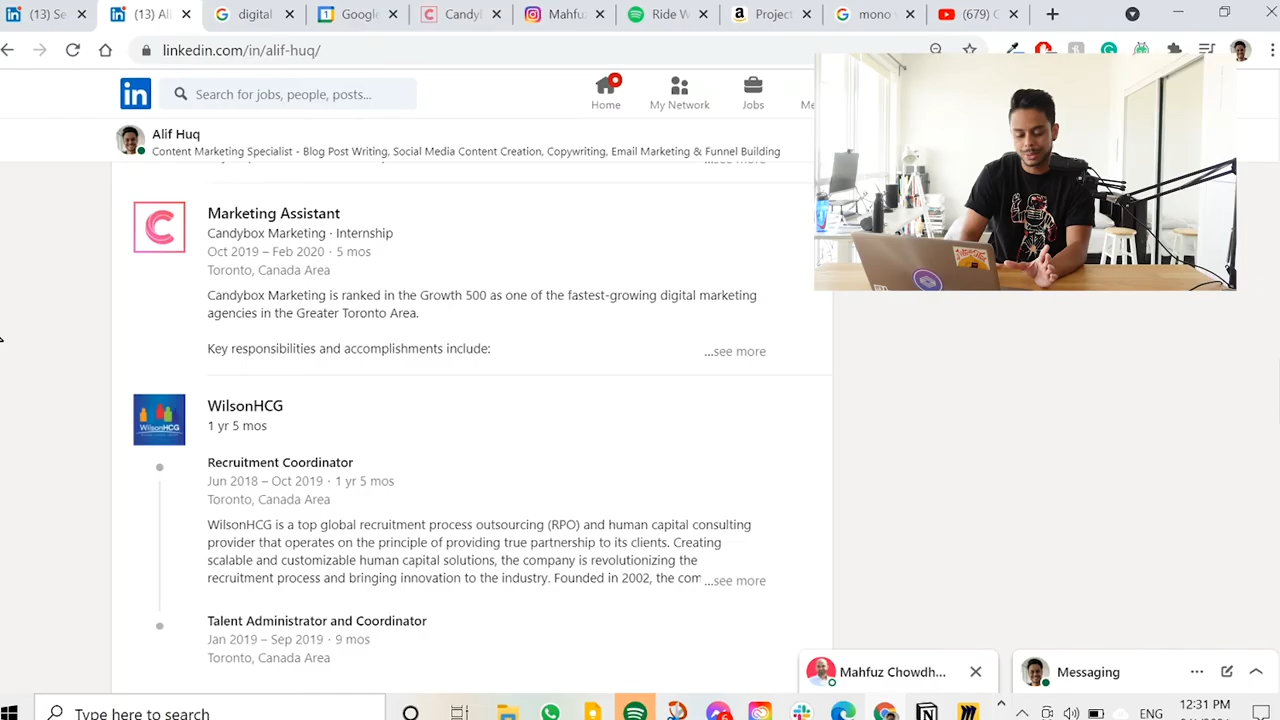 (13) Se
(13) Al
digital
Google
Candyl
Mahfu
Ride W
Project
mono
(679) C
linkedin.com/in/alif-huq/
in
Search for jobs, people, posts...
Home
My Network
Jobs
Me
Alif Huq
Content Marketing Specialist - Blog Post Writing, Social Media Content Creation, Copywriting, Email Marketing & Funnel Building
...see more
Marketing Assistant
Candybox Marketing · Internship
Oct 2019 – Feb 2020 · 5 mos
Toronto, Canada Area
Candybox Marketing is ranked in the Growth 500 as one of the fastest-growing digital marketing
agencies in the Greater Toronto Area.
Key responsibilities and accomplishments include:
...see more
WilsonHCG
WilsonHCG
1 yr 5 mos
Recruitment Coordinator
Jun 2018 – Oct 2019 · 1 yr 5 mos
Toronto, Canada Area
WilsonHCG is a top global recruitment process outsourcing (RPO) and human capital consulting
provider that operates on the principle of providing true partnership to its clients. Creating
scalable and customizable human capital solutions, the company is revolutionizing the
recruitment process and bringing innovation to the industry. Founded in 2002, the com ...see more
Talent Administrator and Coordinator
Jan 2019 – Sep 2019 · 9 mos
Toronto, Canada Area
Mahfuz Chowdh...
Messaging
Type here to search
ENG
12:31 PM